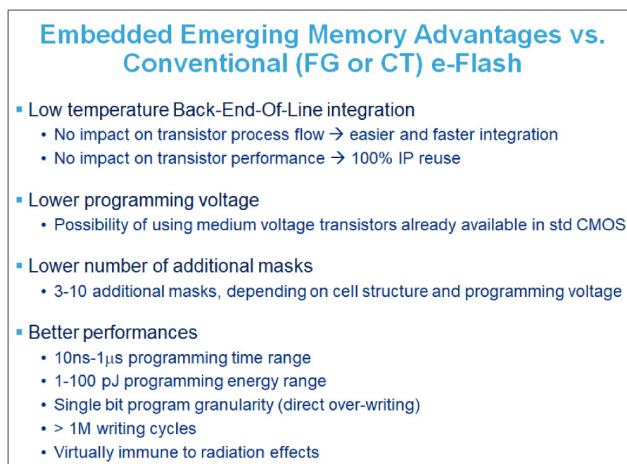 Embedded Emerging Memory Advantages vs.
Conventional (FG or CT) e-Flash
▪ Low temperature Back-End-Of-Line integration
• No impact on transistor process flow → easier and faster integration
• No impact on transistor performance → 100% IP reuse
▪ Lower programming voltage
• Possibility of using medium voltage transistors already available in std CMOS
▪ Lower number of additional masks
• 3-10 additional masks, depending on cell structure and programming voltage
▪ Better performances
• 10ns-1μs programming time range
• 1-100 pJ programming energy range
• Single bit program granularity (direct over-writing)
• > 1M writing cycles
• Virtually immune to radiation effects